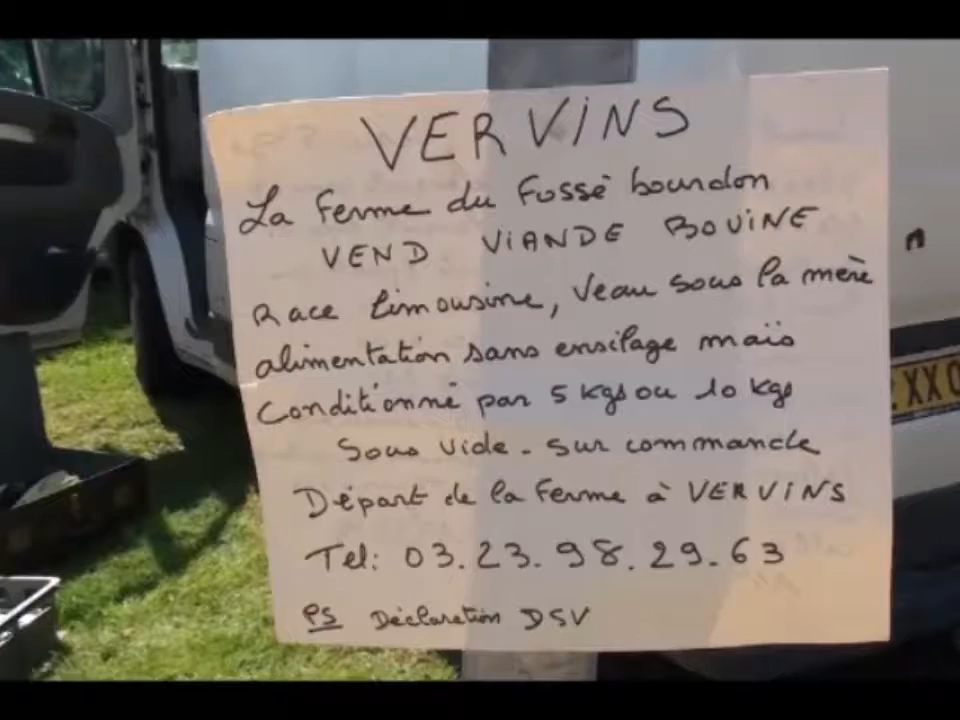 VERVINS
La Ferme du Fossé bourdon
VEND VIANDE BOVINE
Race limousine, Veau sous la mère
alimentation sans ensilage maïs
Conditionné par 5 kgs ou 10 kgs
Sous vide - sur commande
Départ de la Ferme à VERVINS
Tel: 03.23.98.29.63
PS Déclaration DSV
XX